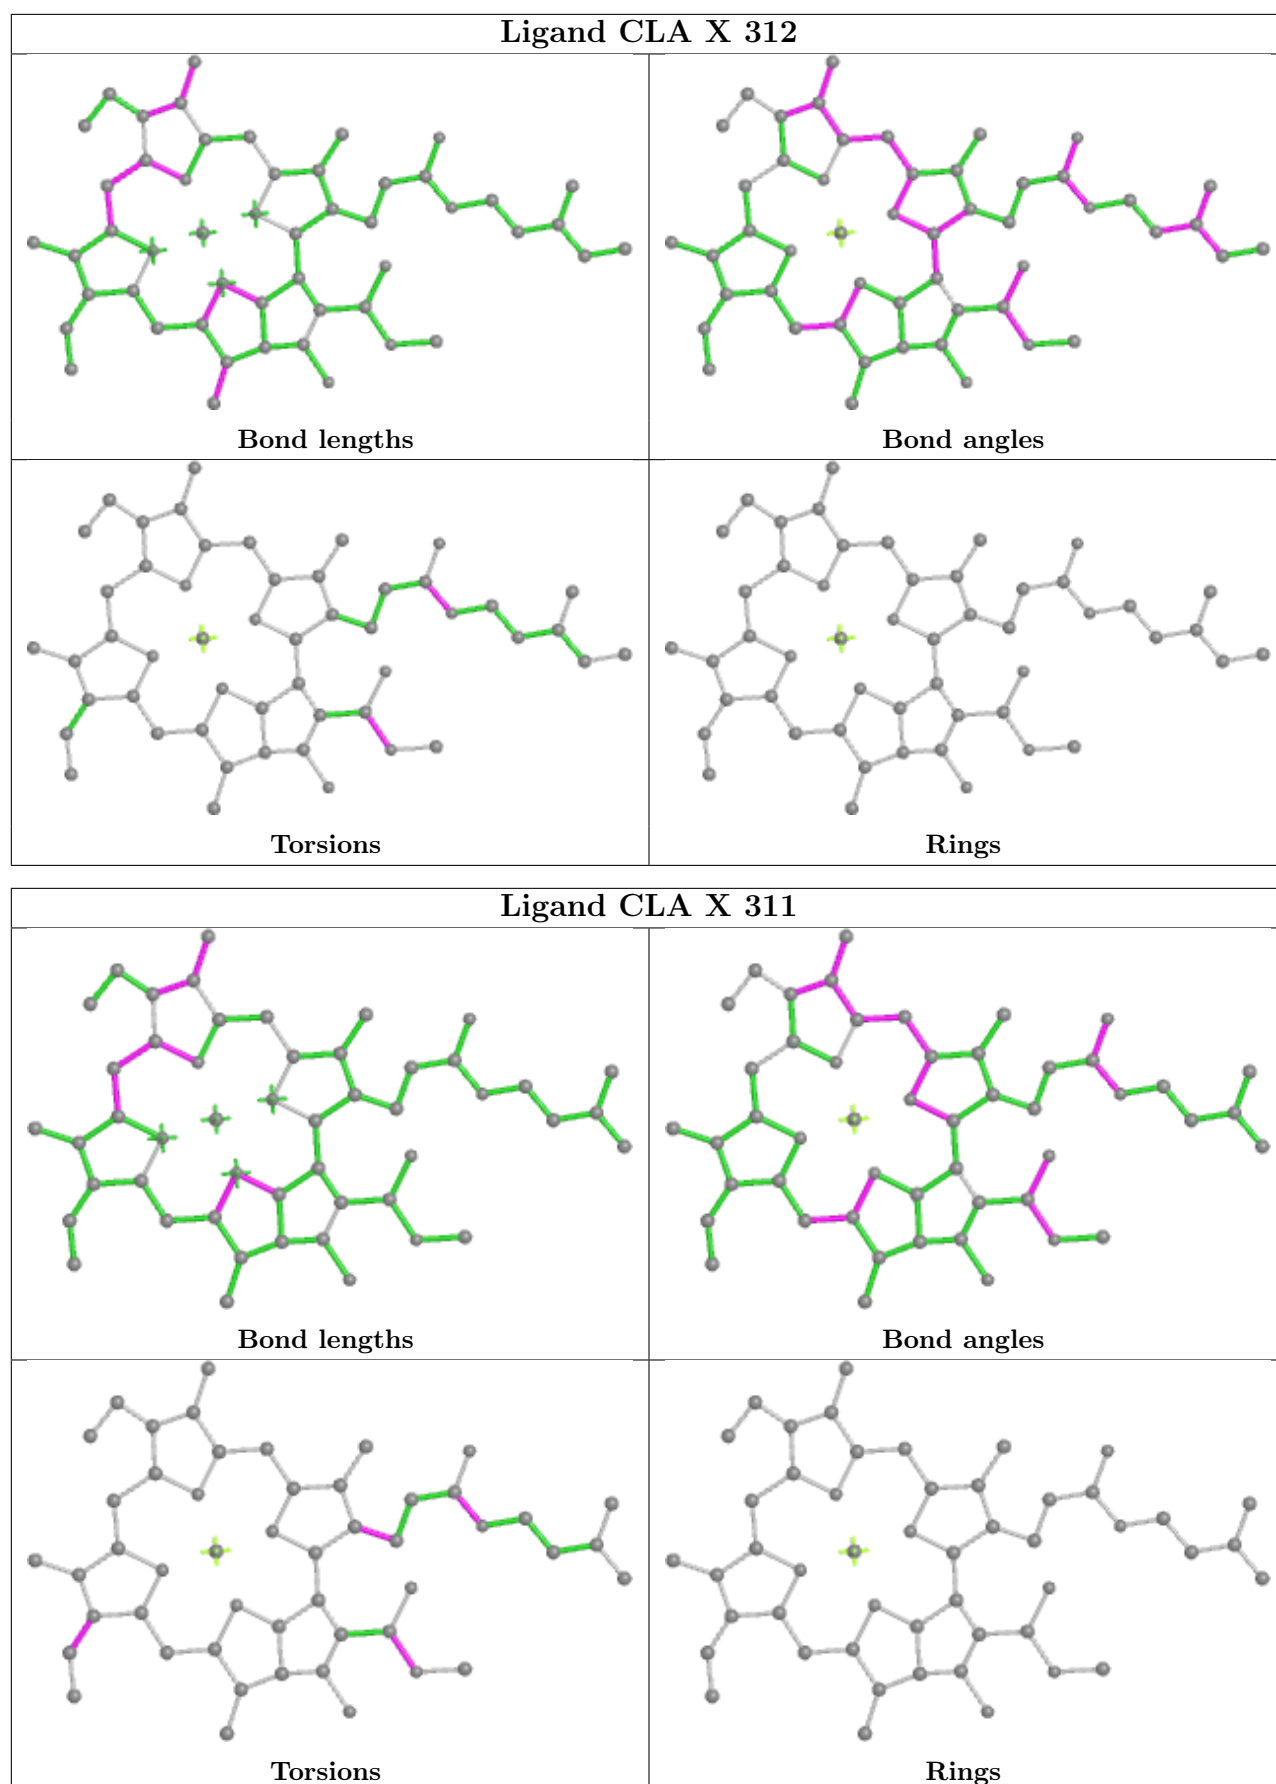 Ligand CLA X 312
Bond lengths
Bond angles
Torsions
Rings
Ligand CLA X 311
Bond lengths
Bond angles
Torsions
Rings